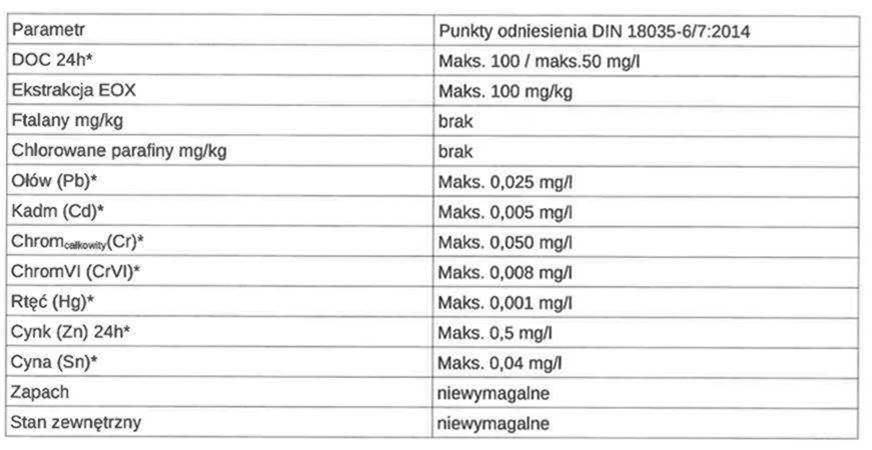 Parametr Punkty odniesienia DIN 18035-6/7:2014
DOC 24h* Maks. 100 / maks.50 mg/l
Ekstrakcja EOX Maks. 100 mg/kg
Ftalany mg/kg brak
Chlorowane parafiny mg/kg brak
Ołów (Pb)* Maks. 0,025 mg/l
Kadm (Cd)* Maks. 0,005 mg/l
Chromcałkowity(Cr)* Maks. 0,050 mg/l
ChromVI (CrVI)* Maks. 0,008 mg/l
Rtęć (Hg)* Maks. 0,001 mg/l
Cynk (Zn) 24h* Maks. 0,5 mg/l
Cyna (Sn)* Maks. 0,04 mg/l
Zapach niewymagalne
Stan zewnętrzny niewymagalne